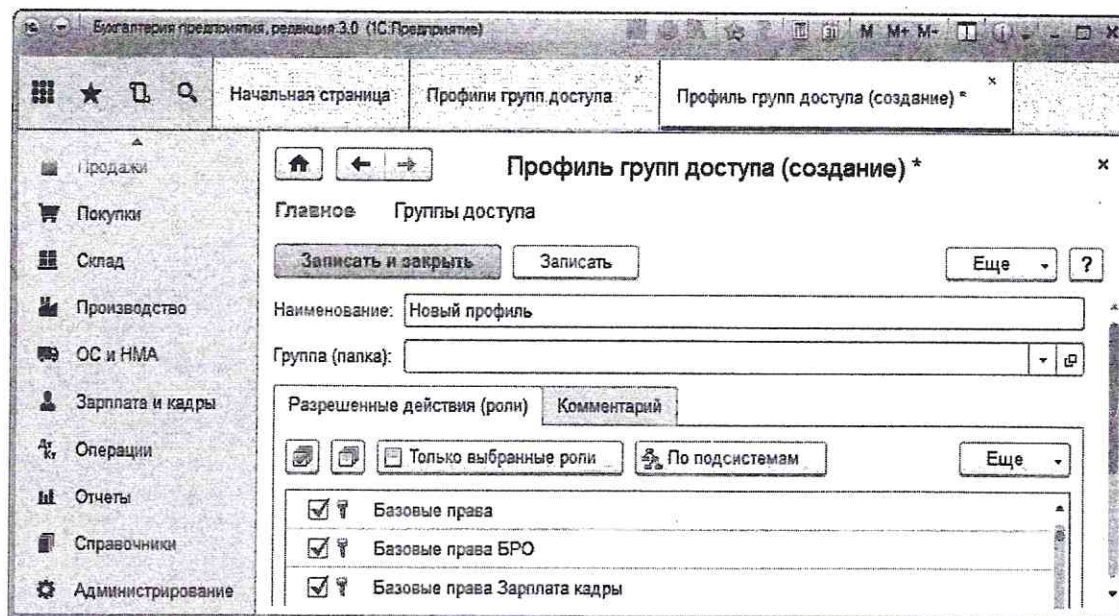 Бухгалтерия предприятия, редакция 3.0 (1С:Предприятие)
M M+ M-
Начальная страница
Профили групп доступа
Профиль групп доступа (создание) *
Продажи
Покупки
Склад
Производство
ОС и НМА
Зарплата и кадры
Операции
Отчеты
Справочники
Администрирование
Профиль групп доступа (создание) *
Главное Группы доступа
Записать и закрыть Записать Еще ?
Наименование: Новый профиль
Группа (папка):
Разрешенные действия (роли) Комментарий
Только выбранные роли По подсистемам Еще
Базовые права
Базовые права БРО
Базовые права Зарплата кадры